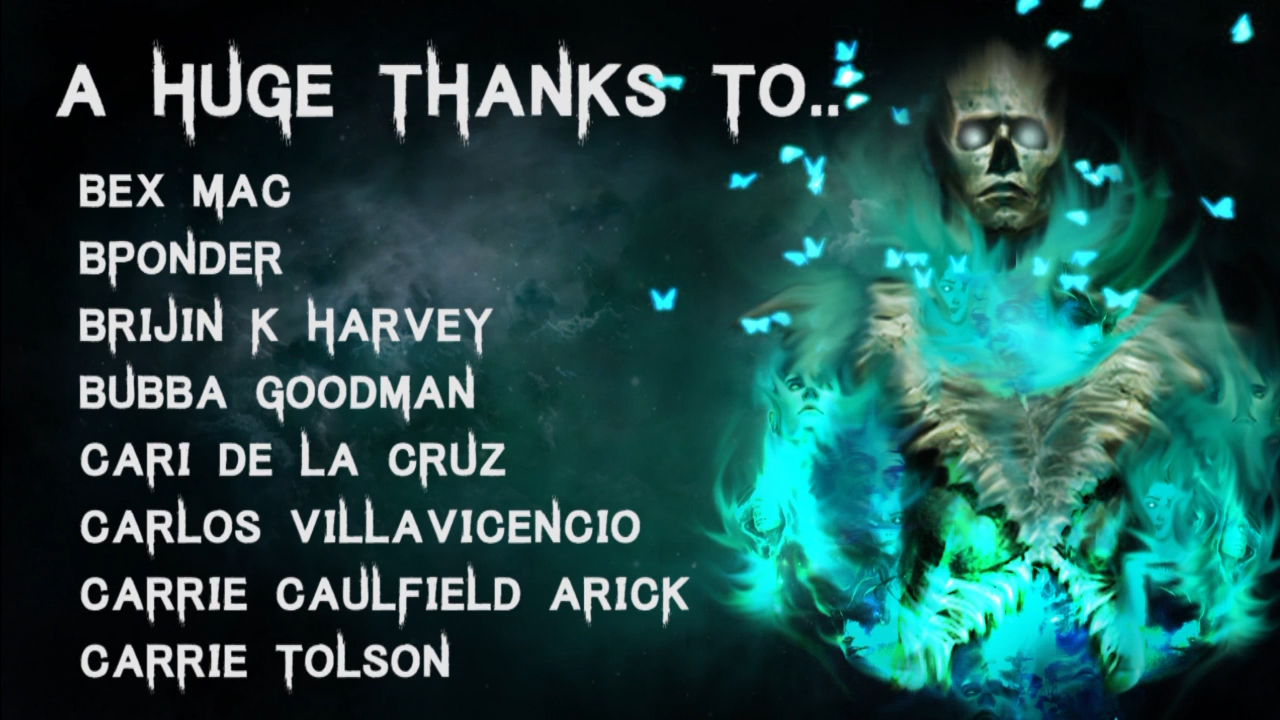 A HUGE THANKS TO..
BEX MAC
BPONDER
BRIJIN K HARVEY
BUBBA GOODMAN
CARI DE LA CRUZ
CARLOS VILLAVICENCIO
CARRIE CAULFIELD ARICK
CARRIE TOLSON